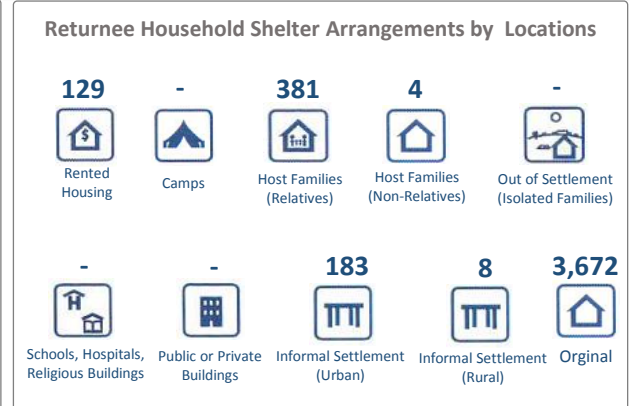 Returnee Household Shelter Arrangements by Locations
129 - 381 4 -
$
Rented
Housing
Camps
Host Families
(Relatives)
Host Families
(Non-Relatives)
Out of Settlement
(Isolated Families)
- - 183 8 3,672
H
Schools, Hospitals,
Religious Buildings
Public or Private
Buildings
Informal Settlement
(Urban)
Informal Settlement
(Rural)
Orginal